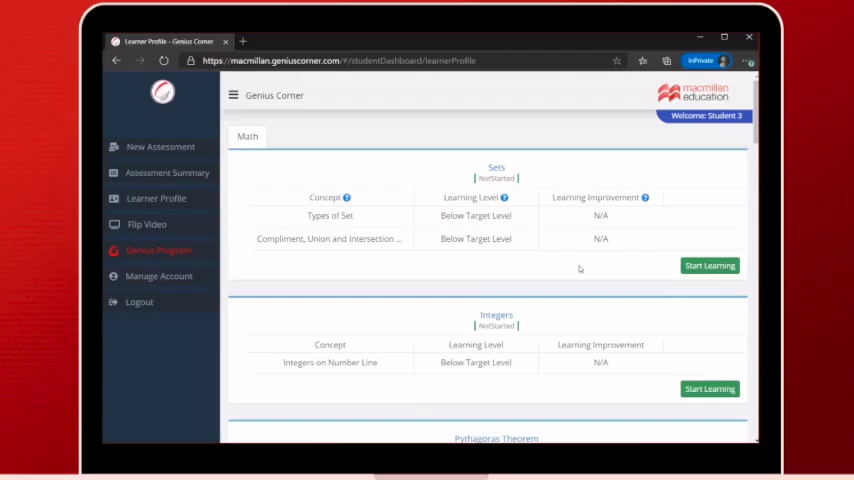 Learner Profile - Genius Corner
https://macmillan.geniuscorner.com/#/studentDashboard/learnerProfile
InPrivate
Genius Corner
macmillan
education
Welcome: Student 3
New Assessment
Assessment Summary
Learner Profile
Flip Video
Genius Program
Manage Account
Logout
Math
Sets
NotStarted
Concept ? Learning Level ? Learning Improvement ?
Types of Set Below Target Level N/A
Compliment, Union and Intersection ... Below Target Level N/A
Start Learning
Integers
NotStarted
Concept Learning Level Learning Improvement
Integers on Number Line Below Target Level N/A
Start Learning
Pythagoras Theorem